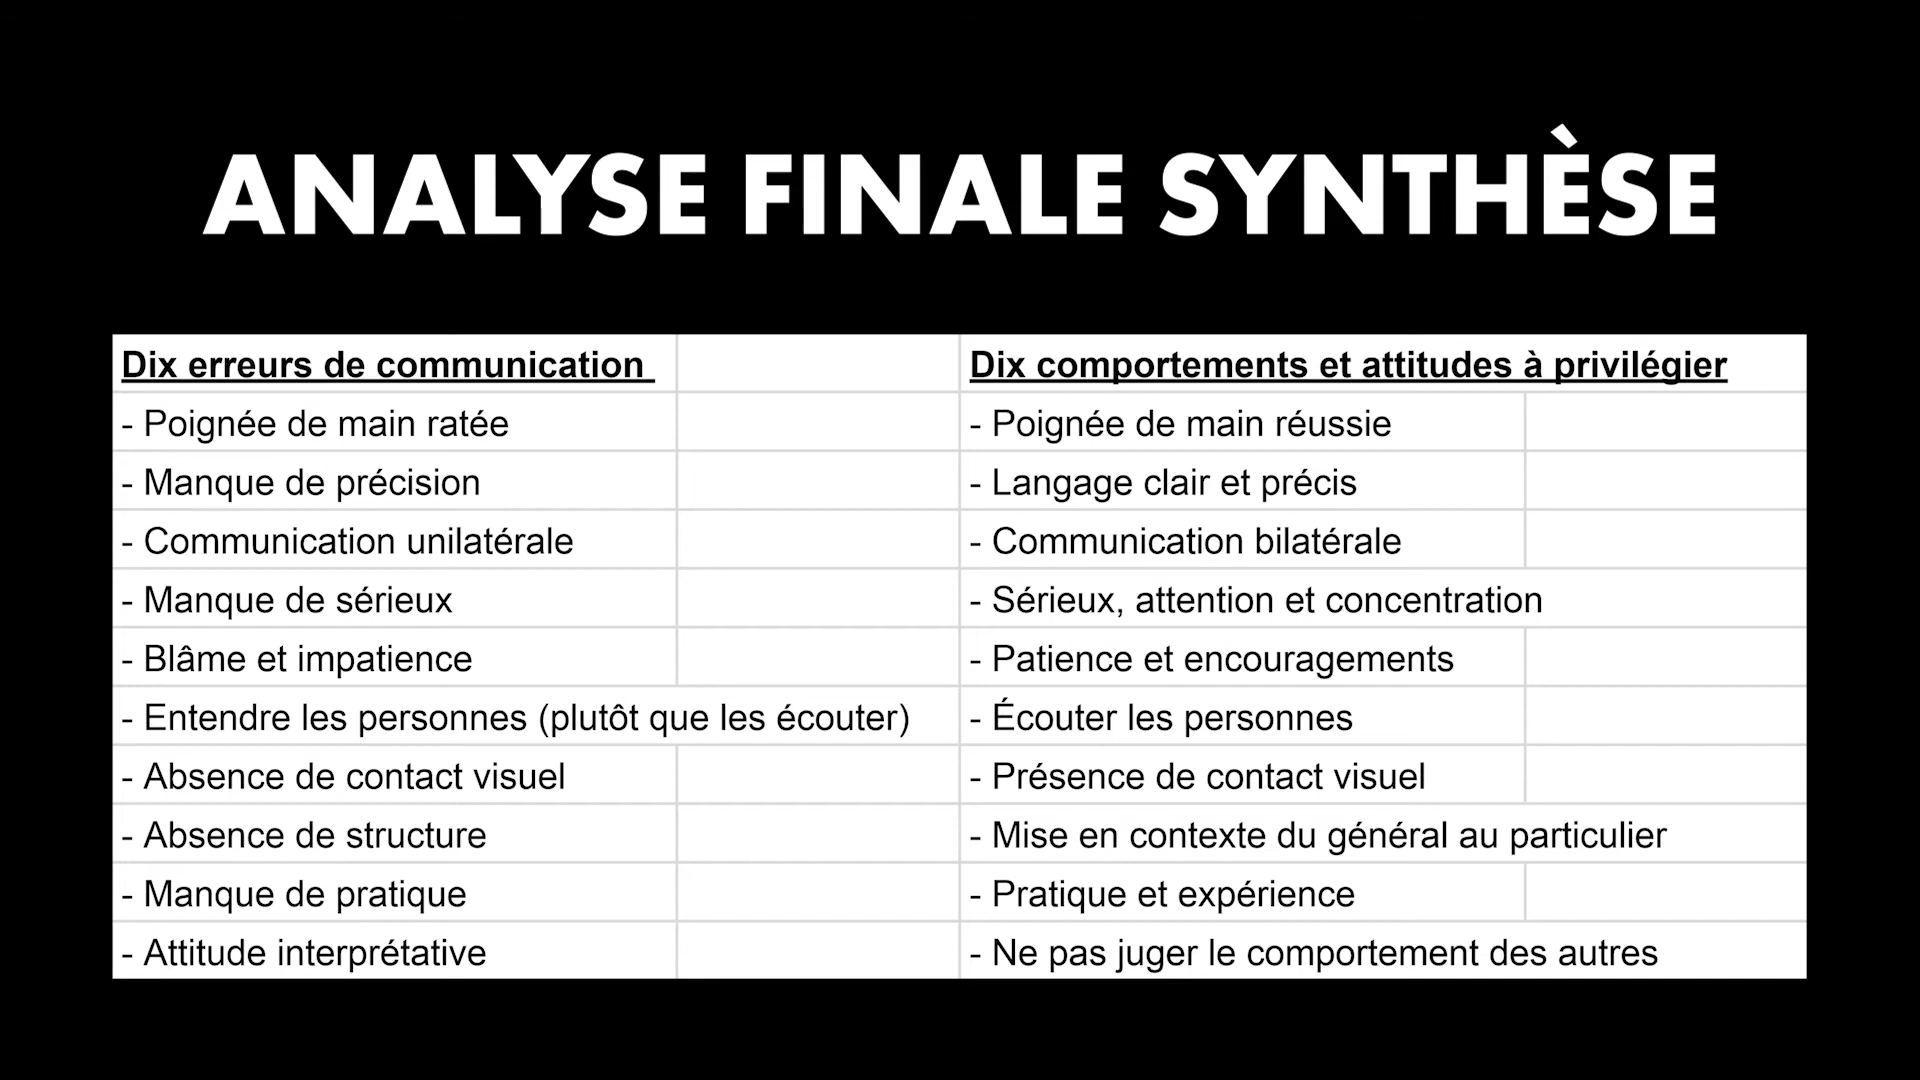 ANALYSE FINALE SYNTHÈSE
Dix erreurs de communication
Dix comportements et attitudes à privilégier
- Poignée de main ratée
- Poignée de main réussie
- Manque de précision
- Langage clair et précis
- Communication unilatérale
- Communication bilatérale
- Manque de sérieux
- Sérieux, attention et concentration
- Blâme et impatience
- Patience et encouragements
- Entendre les personnes (plutôt que les écouter)
- Écouter les personnes
- Absence de contact visuel
- Présence de contact visuel
- Absence de structure
- Mise en contexte du général au particulier
- Manque de pratique
- Pratique et expérience
- Attitude interprétative
- Ne pas juger le comportement des autres